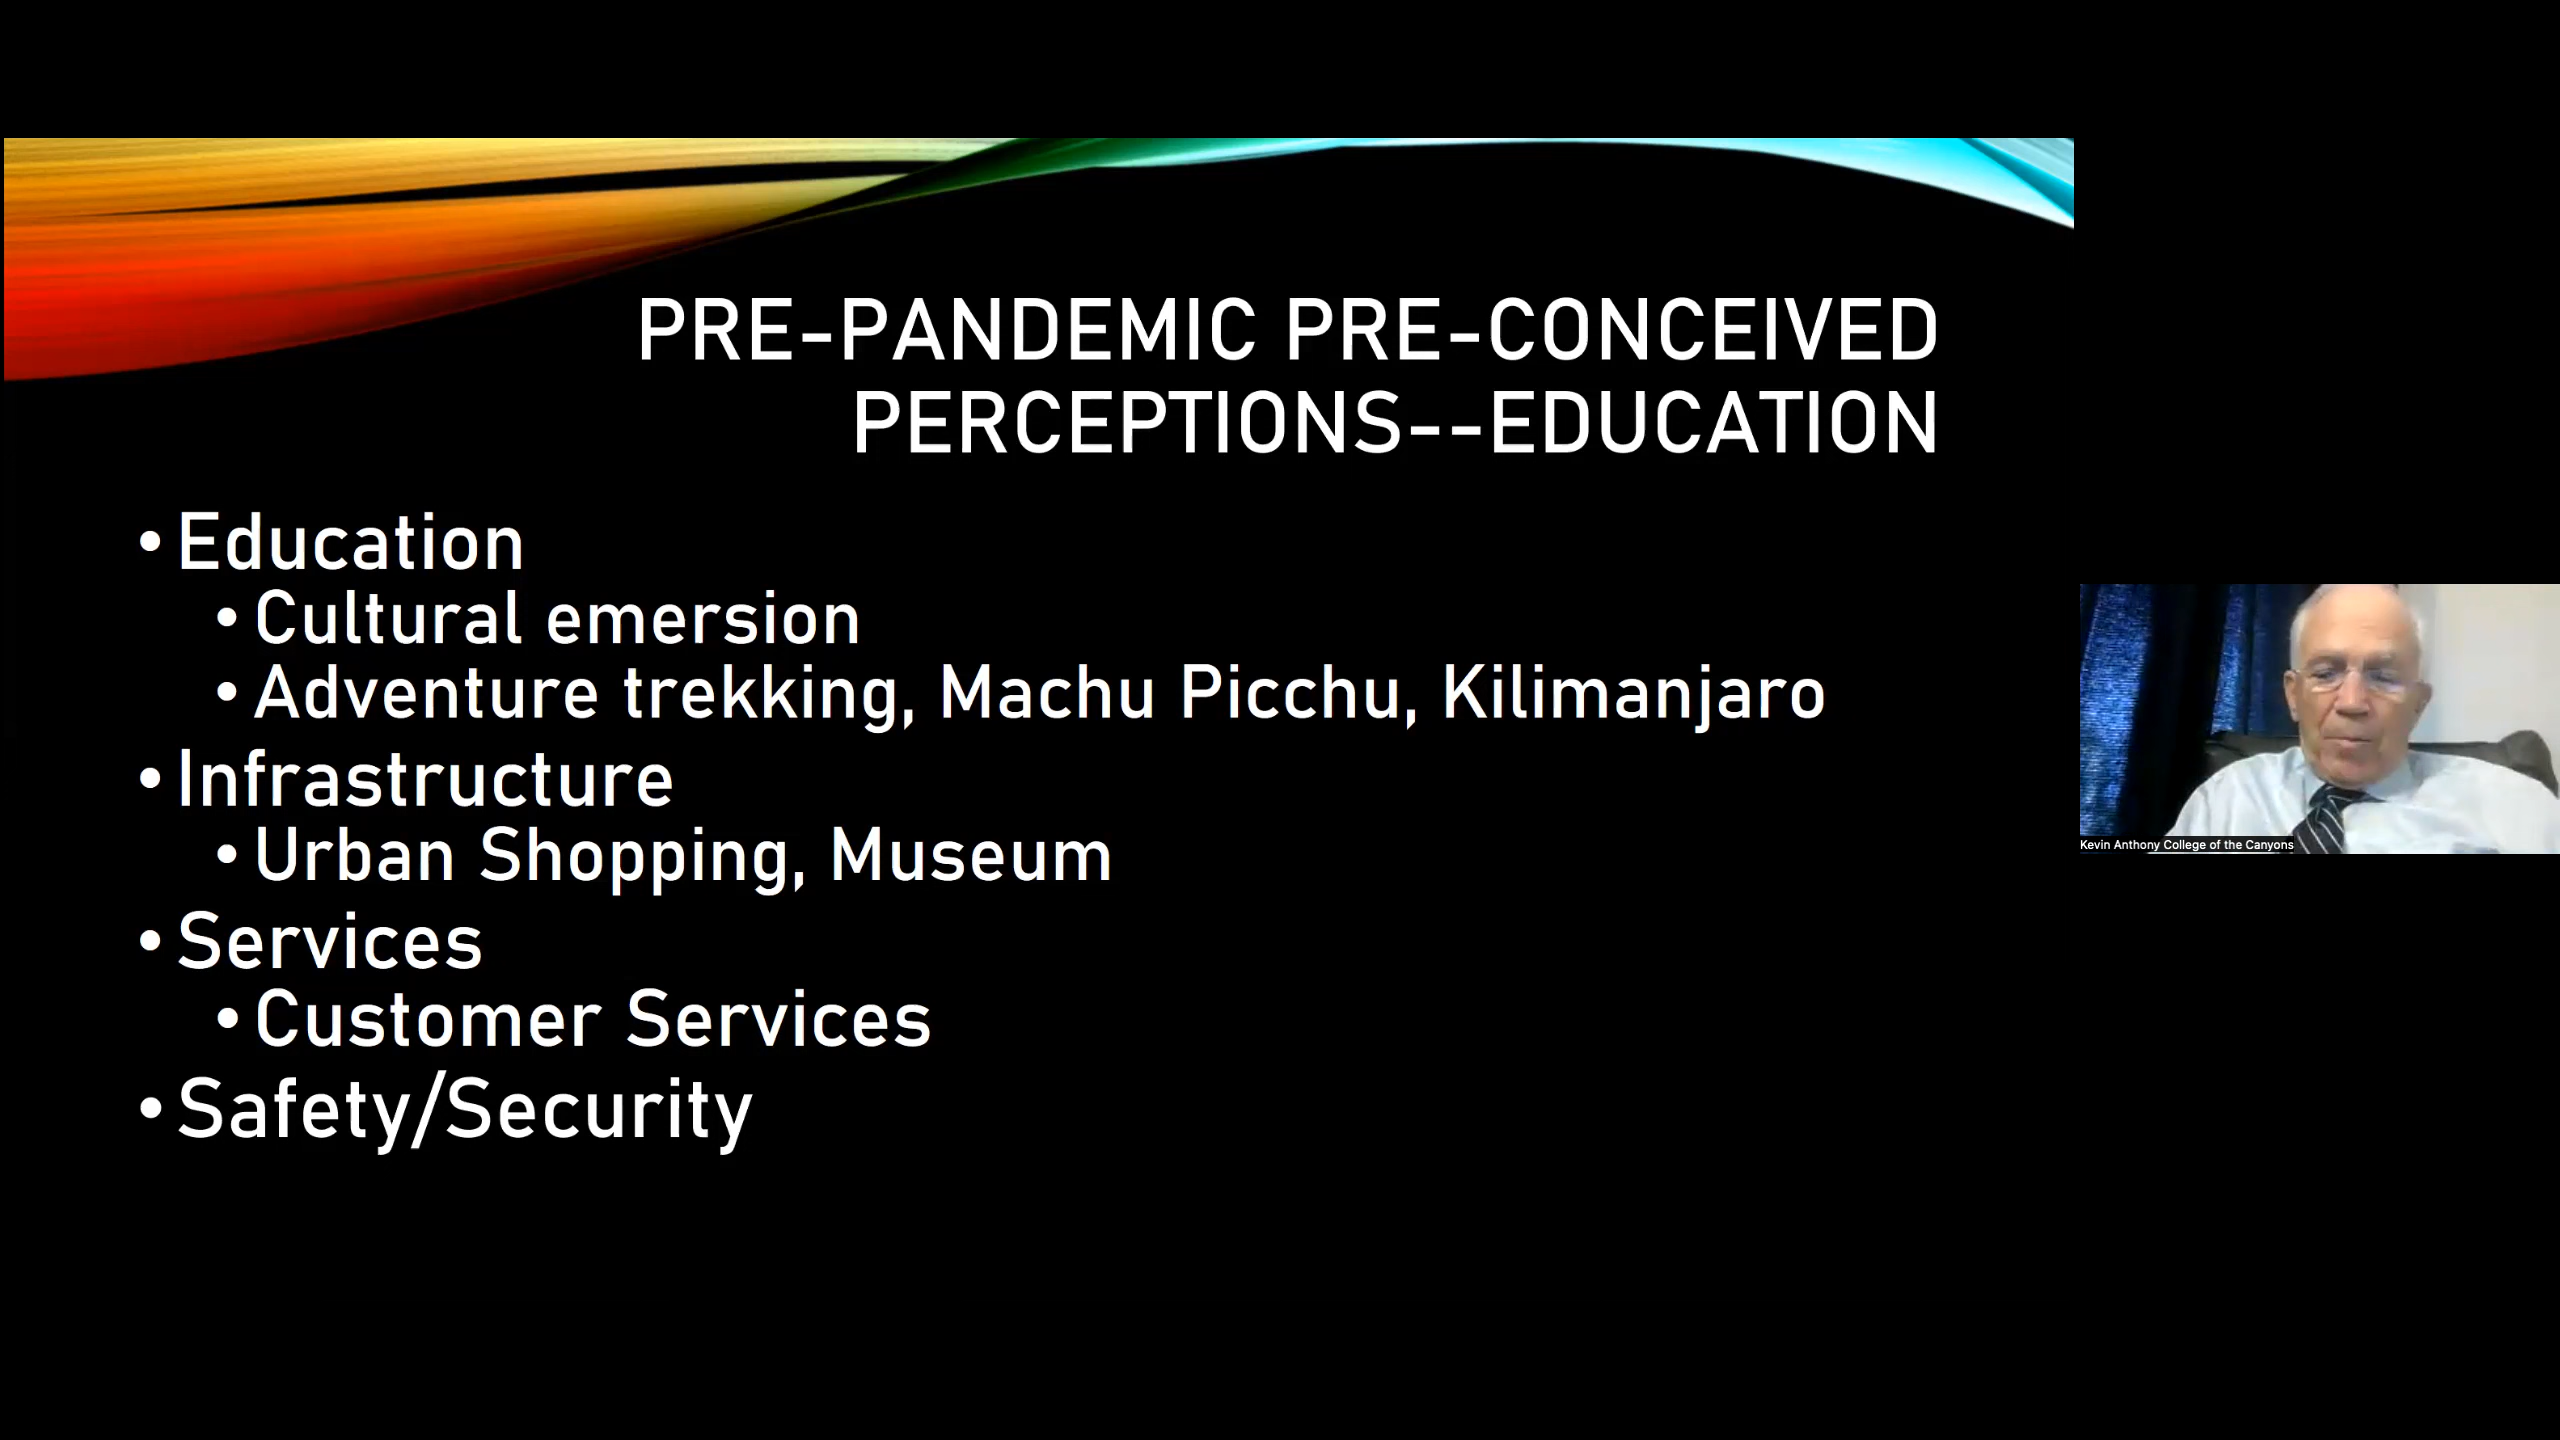 PRE-PANDEMIC PRE-CONCEIVED
PERCEPTIONS--EDUCATION
• Education
• Cultural emersion
• Adventure trekking, Machu Picchu, Kilimanjaro
• Infrastructure
• Urban Shopping, Museum
• Services
• Customer Services
• Safety/Security
Kevin Anthony College of the Canyons